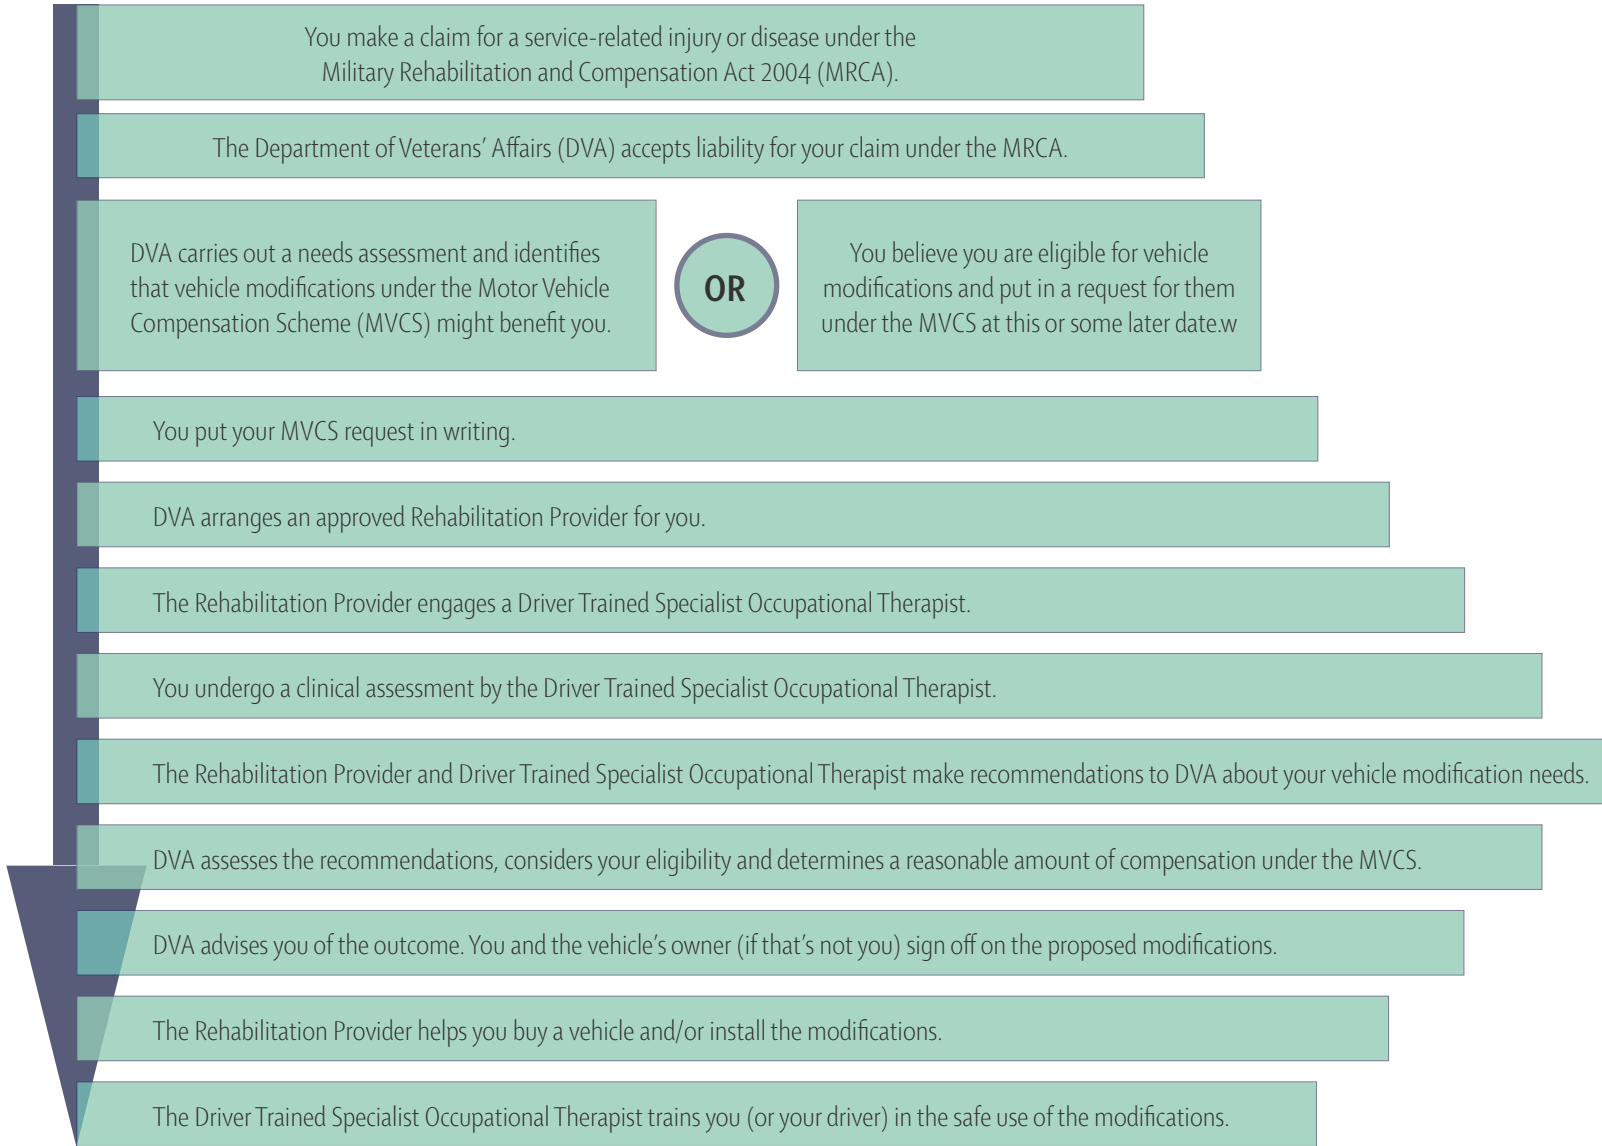 You make a claim for a service-related injury or disease under the
Military Rehabilitation and Compensation Act 2004 (MRCA).
The Department of Veterans’ Affairs (DVA) accepts liability for your claim under the MRCA.
DVA carries out a needs assessment and identifies
that vehicle modifications under the Motor Vehicle
Compensation Scheme (MVCS) might benefit you.
OR
You believe you are eligible for vehicle
modifications and put in a request for them
under the MVCS at this or some later date.w
You put your MVCS request in writing.
DVA arranges an approved Rehabilitation Provider for you.
The Rehabilitation Provider engages a Driver Trained Specialist Occupational Therapist.
You undergo a clinical assessment by the Driver Trained Specialist Occupational Therapist.
The Rehabilitation Provider and Driver Trained Specialist Occupational Therapist make recommendations to DVA about your vehicle modification needs.
DVA assesses the recommendations, considers your eligibility and determines a reasonable amount of compensation under the MVCS.
DVA advises you of the outcome. You and the vehicle’s owner (if that’s not you) sign off on the proposed modifications.
The Rehabilitation Provider helps you buy a vehicle and/or install the modifications.
The Driver Trained Specialist Occupational Therapist trains you (or your driver) in the safe use of the modifications.